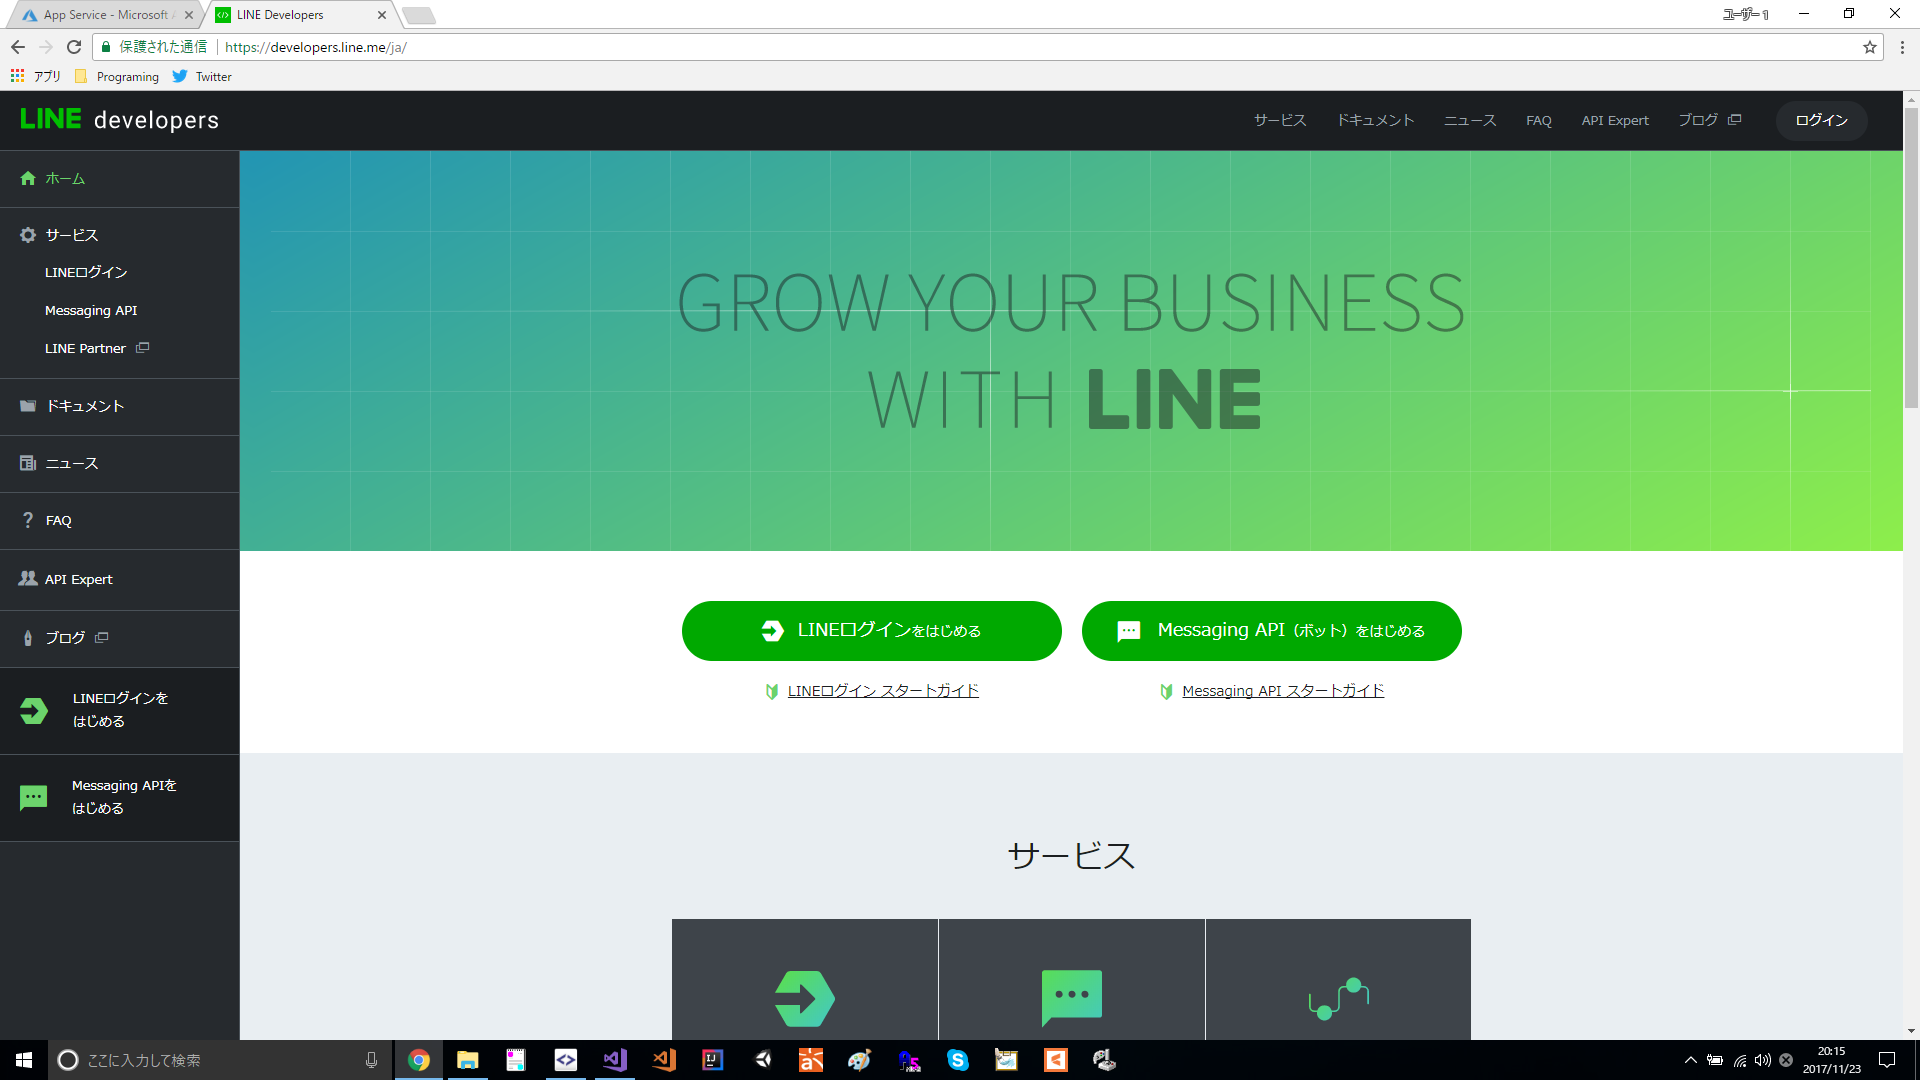 App Service - Microsoft A
LINE Developers
ユーザー 1
保護された通信
https://developers.line.me/ja/
アプリ
Programing
Twitter
LINE developers
サービス
ドキュメント
ニュース
FAQ
API Expert
ブログ
ログイン
ホーム
サービス
LINEログイン
Messaging API
LINE Partner
ドキュメント
ニュース
FAQ
API Expert
ブログ
LINEログインを
はじめる
Messaging APIを
はじめる
GROW YOUR BUSINESS
WITH LINE
LINEログインをはじめる
Messaging API（ボット）をはじめる
LINEログイン スタートガイド
Messaging API スタートガイド
サービス
ここに入力して検索
20:15
2017/11/23